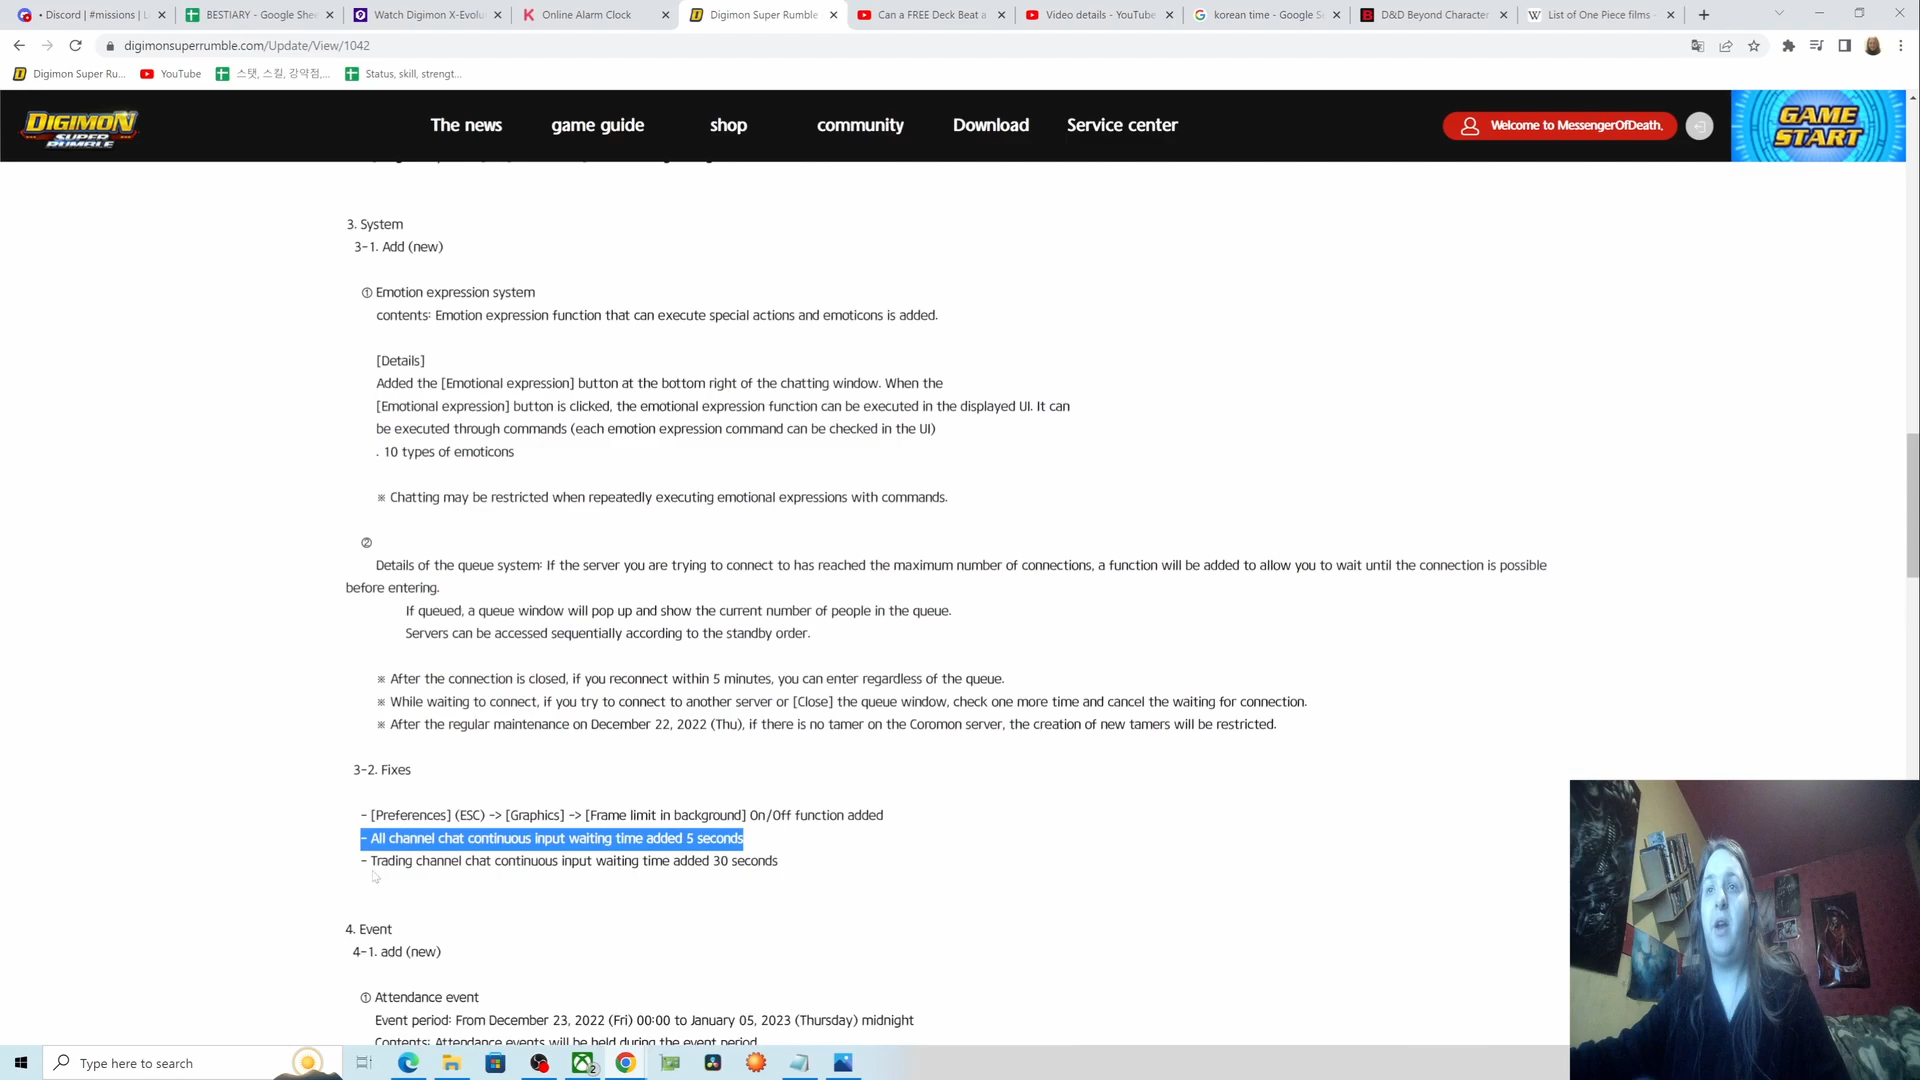 • Discord | #missions | L
BESTIARY - Google Shee
Watch Digimon X-Evolu
Online Alarm Clock
Digimon Super Rumble
Can a FREE Deck Beat a
Video details - YouTube
korean time - Google Se
D&D Beyond Character
List of One Piece films -
digimonsuperrumble.com/Update/View/1042
Digimon Super Ru...
YouTube
스탯, 스킬, 강약점,...
Status, skill, strengt...
DIGIMON SUPER RUMBLE
The news
game guide
shop
community
Download
Service center
Welcome to MessengerOfDeath.
GAME START
3. System
3-1. Add (new)
① Emotion expression system
contents: Emotion expression function that can execute special actions and emoticons is added.
[Details]
Added the [Emotional expression] button at the bottom right of the chatting window. When the
[Emotional expression] button is clicked, the emotional expression function can be executed in the displayed UI. It can
be executed through commands (each emotion expression command can be checked in the UI)
. 10 types of emoticons
※ Chatting may be restricted when repeatedly executing emotional expressions with commands.
②
Details of the queue system: If the server you are trying to connect to has reached the maximum number of connections, a function will be added to allow you to wait until the connection is possible
before entering.
If queued, a queue window will pop up and show the current number of people in the queue.
Servers can be accessed sequentially according to the standby order.
※ After the connection is closed, if you reconnect within 5 minutes, you can enter regardless of the queue.
※ While waiting to connect, if you try to connect to another server or [Close] the queue window, check one more time and cancel the waiting for connection.
※ After the regular maintenance on December 22, 2022 (Thu), if there is no tamer on the Coromon server, the creation of new tamers will be restricted.
3-2. Fixes
- [Preferences] (ESC) -> [Graphics] -> [Frame limit in background] On/Off function added
- All channel chat continuous input waiting time added 5 seconds
- Trading channel chat continuous input waiting time added 30 seconds
4. Event
4-1. add (new)
① Attendance event
Event period: From December 23, 2022 (Fri) 00:00 to January 05, 2023 (Thursday) midnight
Contents: Attendance events will be held during the event period
Type here to search
2